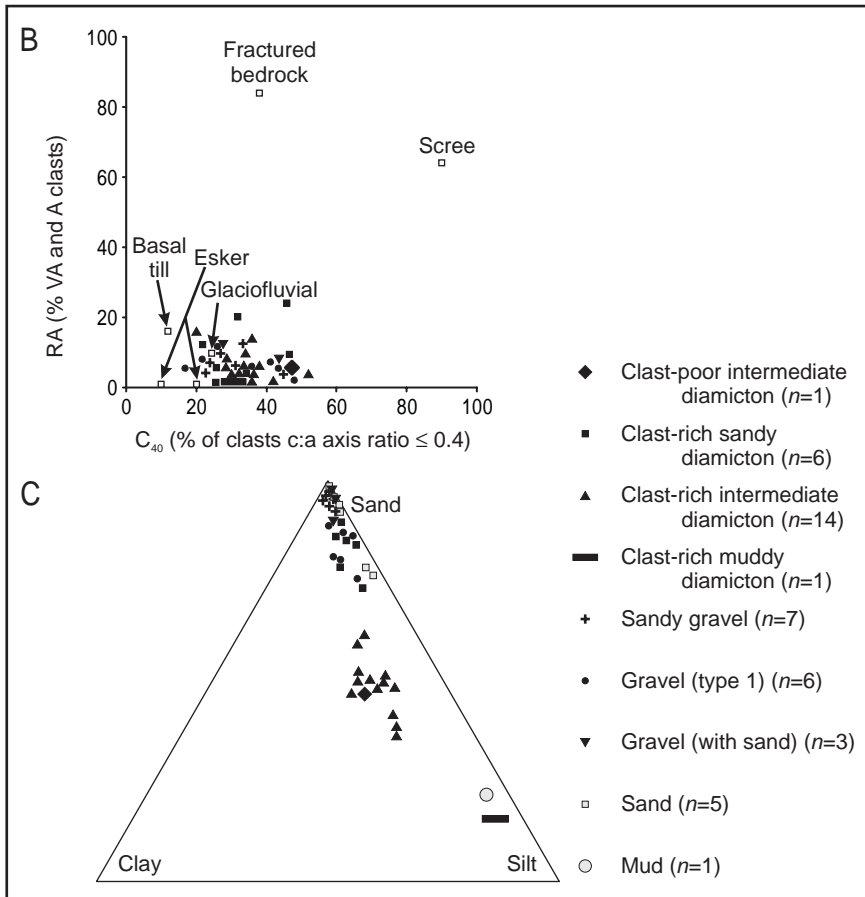 B
100
80
60
40
20
0
RA (% VA and A clasts)
Fractured
bedrock
Scree
Basal
till
Esker
Glaciofluvial
0 20 40 60 80 100
C40 (% of clasts c:a axis ratio ≤ 0.4)
C
Sand
Clay
Silt
Clast-poor intermediate
diamicton (n=1)
Clast-rich sandy
diamicton (n=6)
Clast-rich intermediate
diamicton (n=14)
Clast-rich muddy
diamicton (n=1)
Sandy gravel (n=7)
Gravel (type 1) (n=6)
Gravel (with sand) (n=3)
Sand (n=5)
Mud (n=1)